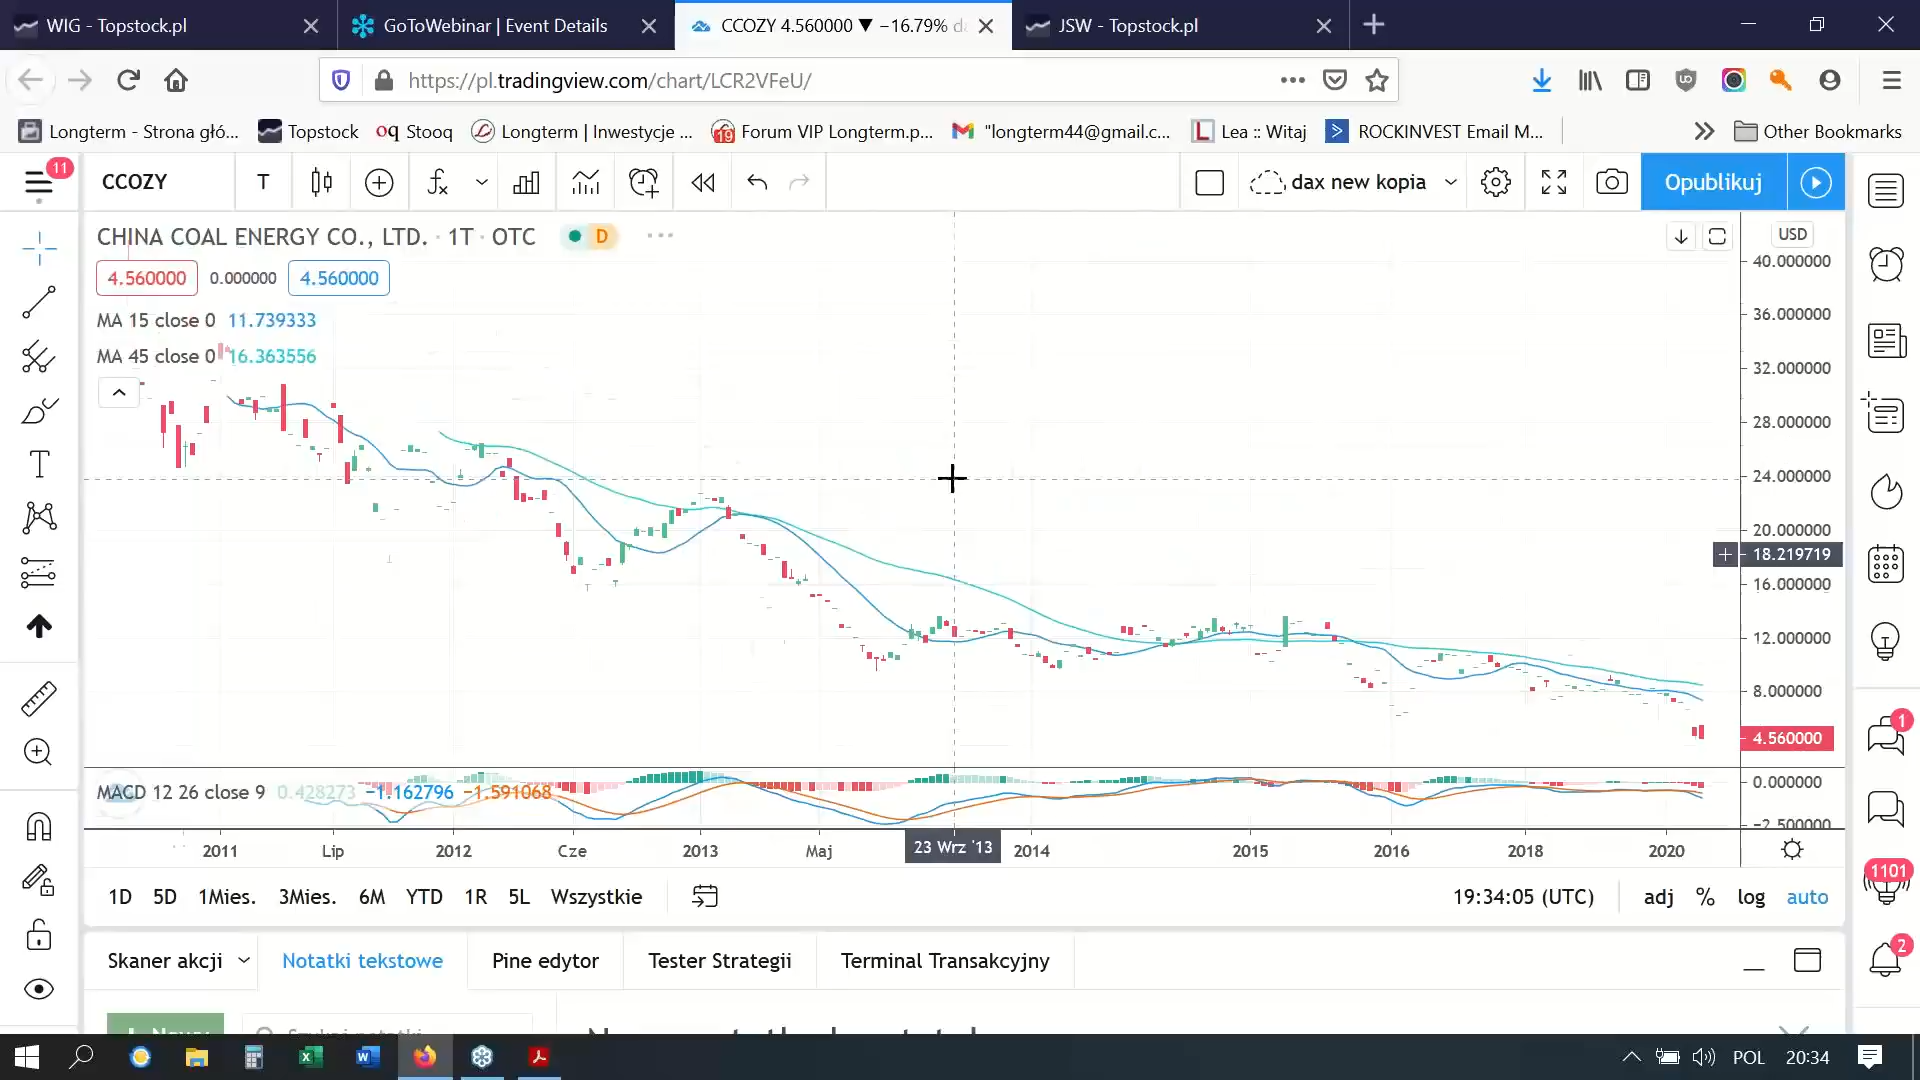 WIG - Topstock.pl
GoToWebinar | Event Details
CCOZY 4.560000 ▼ −16.79%
JSW - Topstock.pl
https://pl.tradingview.com/chart/LCR2VFeU/
Longterm - Strona głó...
Topstock
oq Stooq
Longterm | Inwestycje ...
19
Forum VIP Longterm.p...
"longterm44@gmail.c...
L Lea :: Witaj
ROCKINVEST Email M...
Other Bookmarks
11
CCOZY
T
dax new kopia
Opublikuj
CHINA COAL ENERGY CO., LTD. · 1T · OTC
D
USD
4.560000
0.000000
4.560000
MA 15 close 0 11.739333
MA 45 close 0 16.363556
40.000000
36.000000
32.000000
28.000000
24.000000
20.000000
18.219719
16.000000
12.000000
8.000000
4.560000
MACD 12 26 close 9 0.428273 −1.162796 −1.591068
0.000000
−2.500000
2011
Lip
2012
Cze
2013
Maj
23 Wrz '13
2014
2015
2016
2018
2020
1D 5D 1Mies. 3Mies. 6M YTD 1R 5L Wszystkie
19:34:05 (UTC)
adj % log auto
1
1101
2
Skaner akcji
Notatki tekstowe
Pine edytor
Tester Strategii
Terminal Transakcyjny
POL
20:34